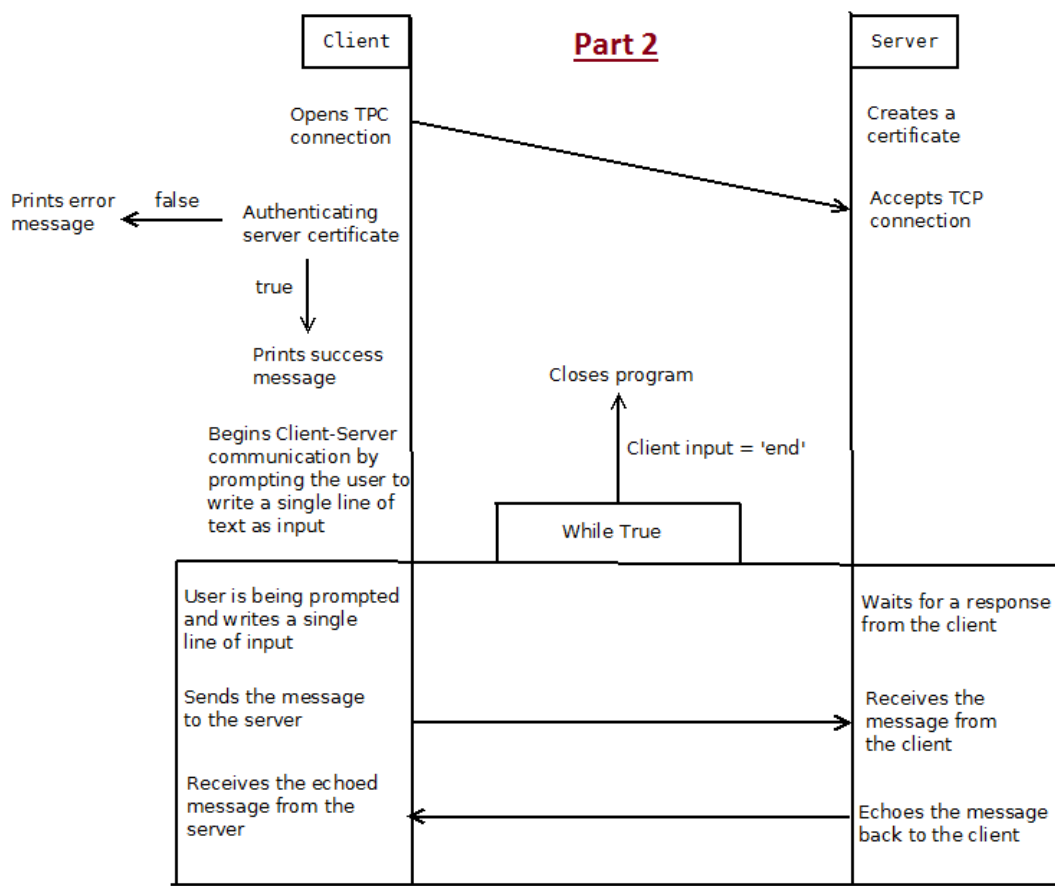 Client
Part 2
Server
Opens TPC
connection
Creates a
certificate
Prints error
message
false
Authenticating
server certificate
Accepts TCP
connection
true
Prints success
message
Closes program
Begins Client-Server
communication by
prompting the user to
write a single line of
text as input
Client input = 'end'
While True
User is being prompted
and writes a single
line of input
Waits for a response
from the client
Sends the message
to the server
Receives the
message from
the client
Receives the echoed
message from the
server
Echoes the message
back to the client